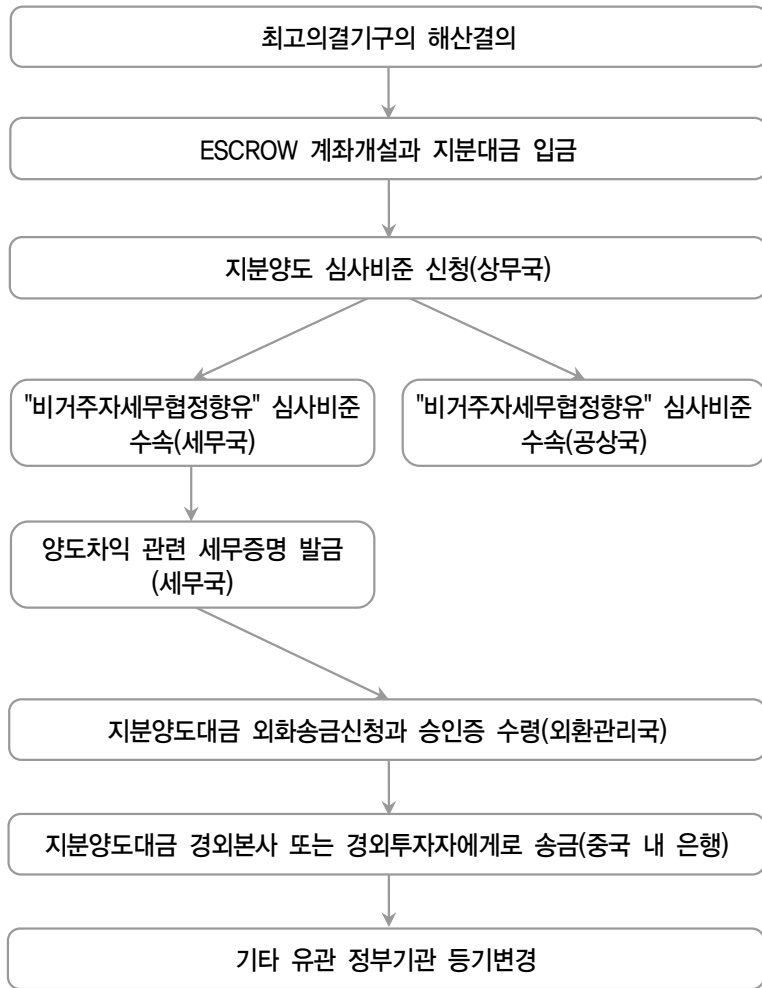 최고의결기구의 해산결의
ESCROW 계좌개설과 지분대금 입금
지분양도 심사비준 신청(상무국)
"비거주자세무협정향유" 심사비준
수속(세무국)
"비거주자세무협정향유" 심사비준
수속(공상국)
양도차익 관련 세무증명 발금
(세무국)
지분양도대금 외화송금신청과 승인증 수령(외환관리국)
지분양도대금 경외본사 또는 경외투자자에게로 송금(중국 내 은행)
기타 유관 정부기관 등기변경